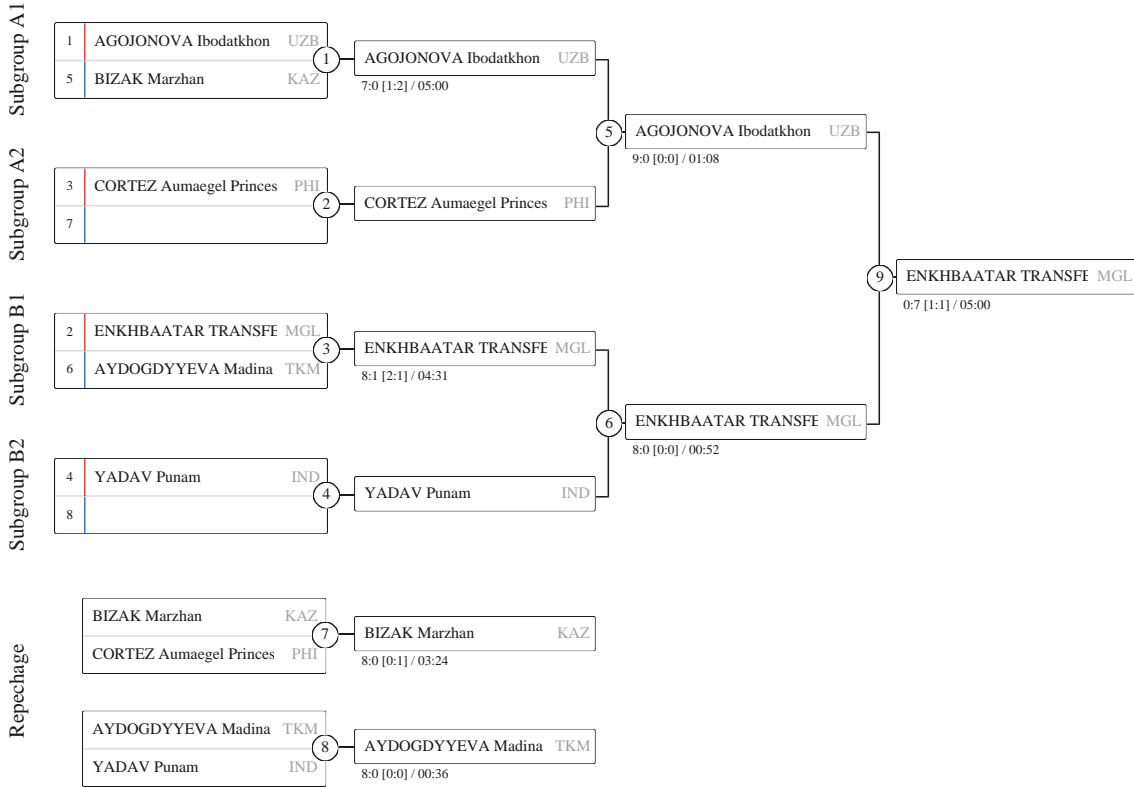 Subgroup A1
1 AGOJONOVA Ibodatkhon UZB
5 BIZAK Marzhan KAZ
1
AGOJONOVA Ibodatkhon UZB
7:0 [1:2] / 05:00
5
AGOJONOVA Ibodatkhon UZB
9:0 [0:0] / 01:08
Subgroup A2
3 CORTEZ Aumaegel Princes PHI
7
2
CORTEZ Aumaegel Princes PHI
9
ENKHBAATAR TRANSFE MGL
0:7 [1:1] / 05:00
Subgroup B1
2 ENKHBAATAR TRANSFE MGL
6 AYDOGDYYEVA Madina TKM
3
ENKHBAATAR TRANSFE MGL
8:1 [2:1] / 04:31
6
ENKHBAATAR TRANSFE MGL
8:0 [0:0] / 00:52
Subgroup B2
4 YADAV Punam IND
8
4
YADAV Punam IND
Repechage
BIZAK Marzhan KAZ
CORTEZ Aumaegel Princes PHI
7
BIZAK Marzhan KAZ
8:0 [0:1] / 03:24
AYDOGDYYEVA Madina TKM
YADAV Punam IND
8
AYDOGDYYEVA Madina TKM
8:0 [0:0] / 00:36